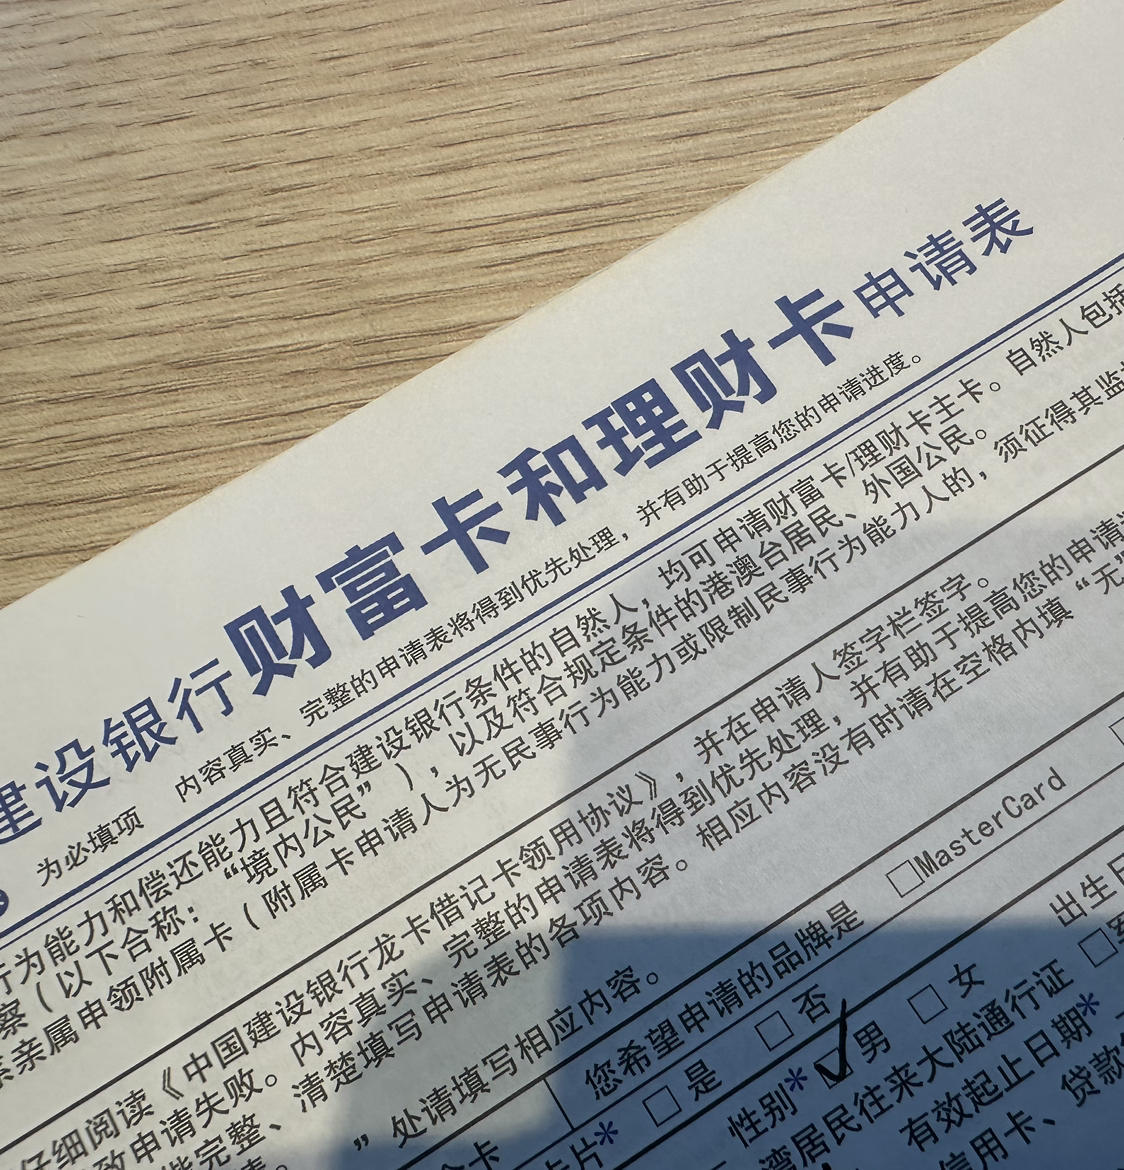 建设银行财富卡和理财卡申请表
为必填项 内容真实、完整的申请表将得到优先处理，并有助于提高您的申请进度。
行为能力和偿还能力且符合建设银行条件的自然人，均可申请财富卡/理财卡主卡。自然人包括
（以下合称：“境内公民”），以及符合规定条件的港澳台居民、外国公民。
亲属申领附属卡（附属卡申请人为无民事行为能力或限制民事行为能力人的，须征得其监
仔细阅读《中国建设银行龙卡借记卡领用协议》，并在申请人签字栏签字。
致申请失败。内容真实、完整的申请表将得到优先处理，并有助于提高您的申请
完整、清楚填写申请表的各项内容。相应内容没有时请在空格内填“无”
”处请填写相应内容。
您希望申请的品牌是 □MasterCard
卡 □是 □否
片* 性别* ☑男 □女 出生日
湾居民往来大陆通行证 □军
有效起止日期*
信用卡、贷款